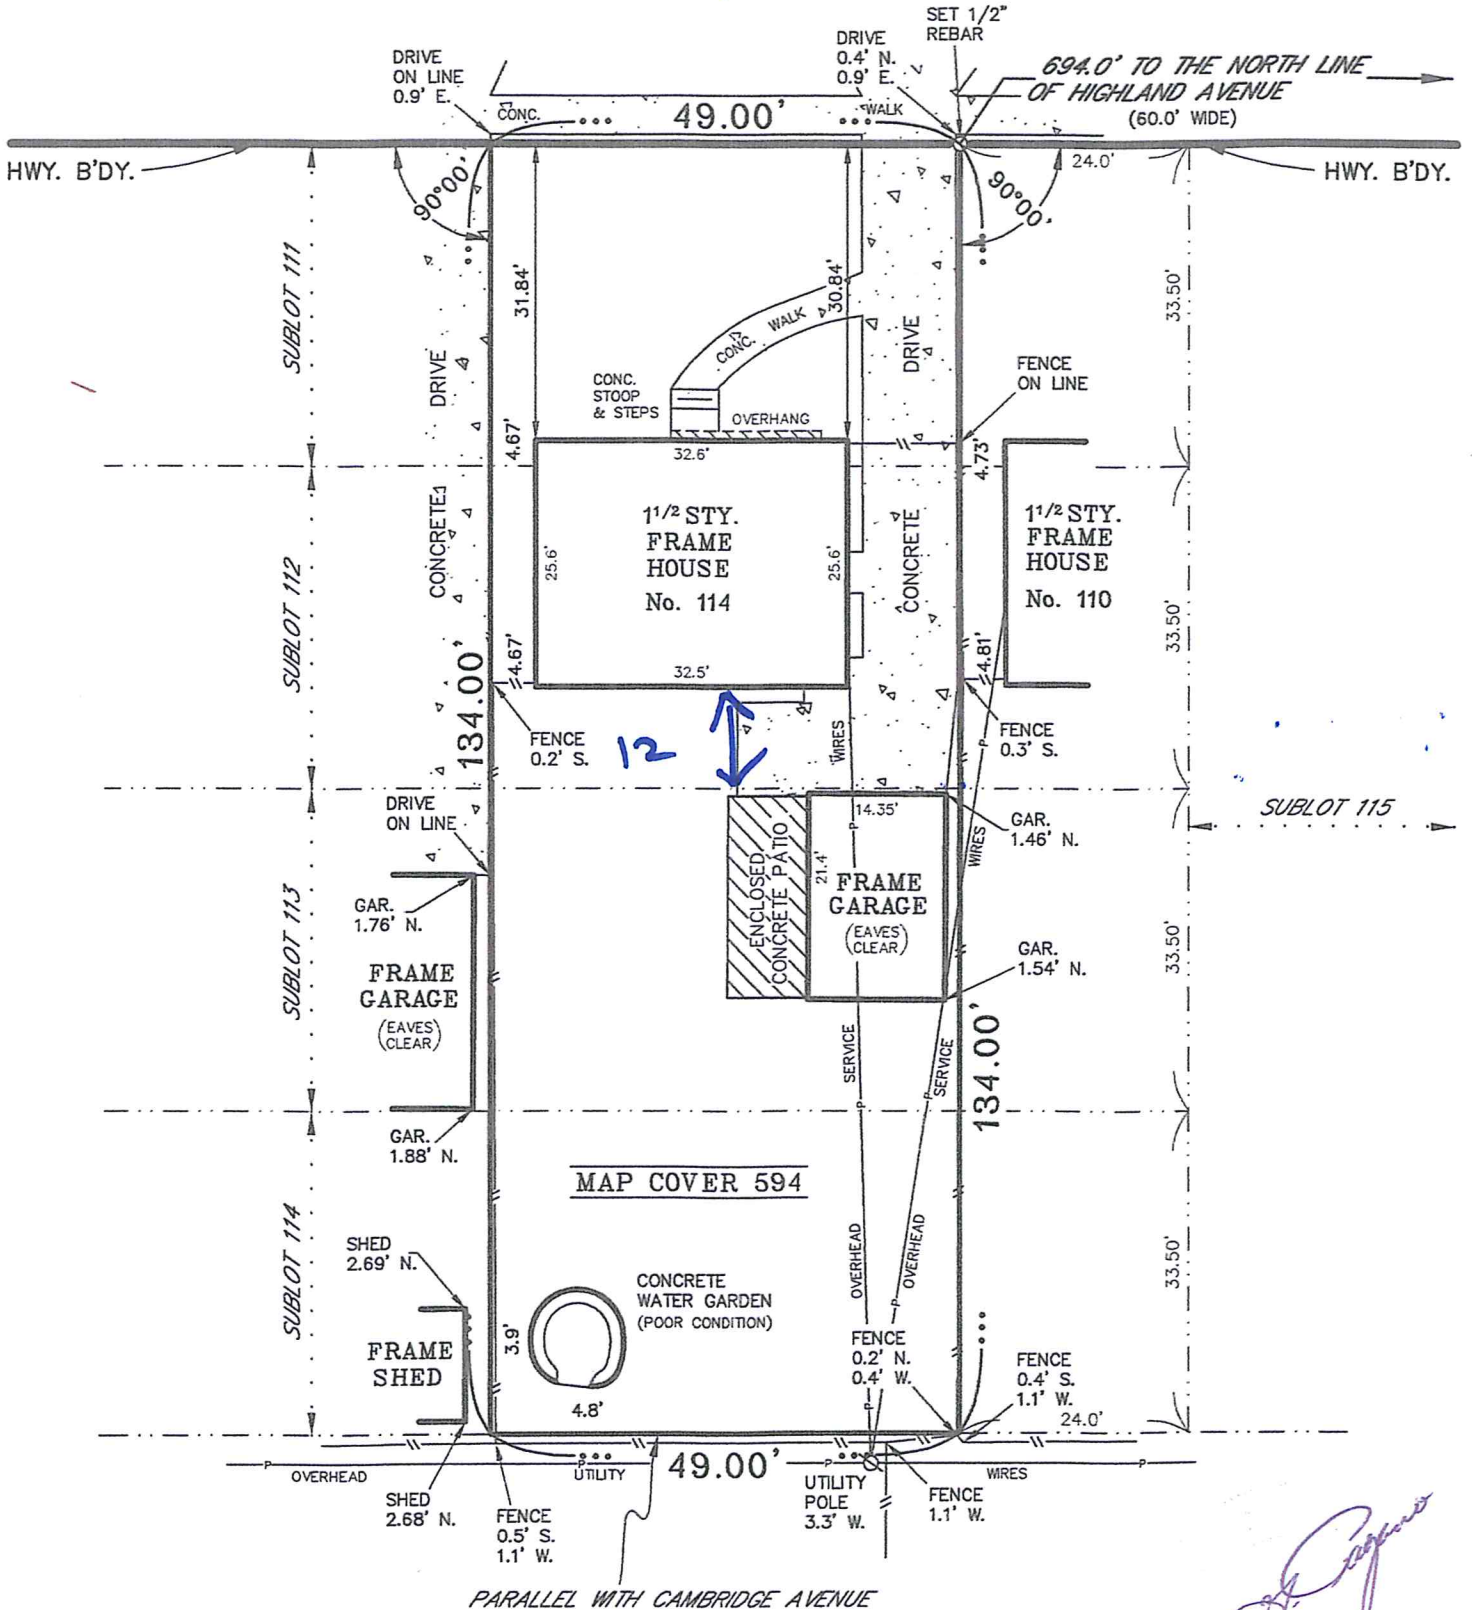 SET 1/2"
REBAR
DRIVE
0.4' N.
0.9' E.
DRIVE
ON LINE
0.9' E.
694.0' TO THE NORTH LINE
OF HIGHLAND AVENUE
(60.0' WIDE)
CONC.
49.00'
WALK
HWY. B'DY.
24.0'
HWY. B'DY.
90°00'
90°00'
SUBLOT 111
31.84'
30.84'
33.50'
DRIVE
CONC. WALK
DRIVE
CONC.
STOOP
& STEPS
FENCE
ON LINE
OVERHANG
4.67'
32.6'
4.73'
SUBLOT 112
CONCRETE
25.6'
1 1/2 STY.
FRAME
HOUSE
No. 114
25.6'
CONCRETE
1 1/2 STY.
FRAME
HOUSE
No. 110
33.50'
4.67'
32.5'
4.81'
134.00'
FENCE
0.2' S.
12
WIRES
FENCE
0.3' S.
DRIVE
ON LINE
14.35'
GAR.
1.46' N.
WIRES
SUBLOT 115
SUBLOT 113
GAR.
1.76' N.
ENCLOSED
CONCRETE PATIO
21.4'
FRAME
GARAGE
(EAVES
CLEAR)
GAR.
1.54' N.
33.50'
FRAME
GARAGE
(EAVES
CLEAR)
SERVICE
SERVICE
134.00'
GAR.
1.88' N.
MAP COVER 594
SUBLOT 114
SHED
2.69' N.
OVERHEAD
OVERHEAD
33.50'
CONCRETE
WATER GARDEN
(POOR CONDITION)
3.9'
FRAME
SHED
FENCE
0.2' N.
0.4' W.
FENCE
0.4' S.
1.1' W.
4.8'
24.0'
P
OVERHEAD
P
UTILITY
49.00'
P
WIRES
P
SHED
2.68' N.
FENCE
0.5' S.
1.1' W.
UTILITY
POLE
3.3' W.
FENCE
1.1' W.
PARALLEL WITH CAMBRIDGE AVENUE